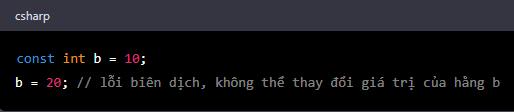 csharp
const int b = 10;
b = 20; // lỗi biên dịch, không thể thay đổi giá trị của hằng b